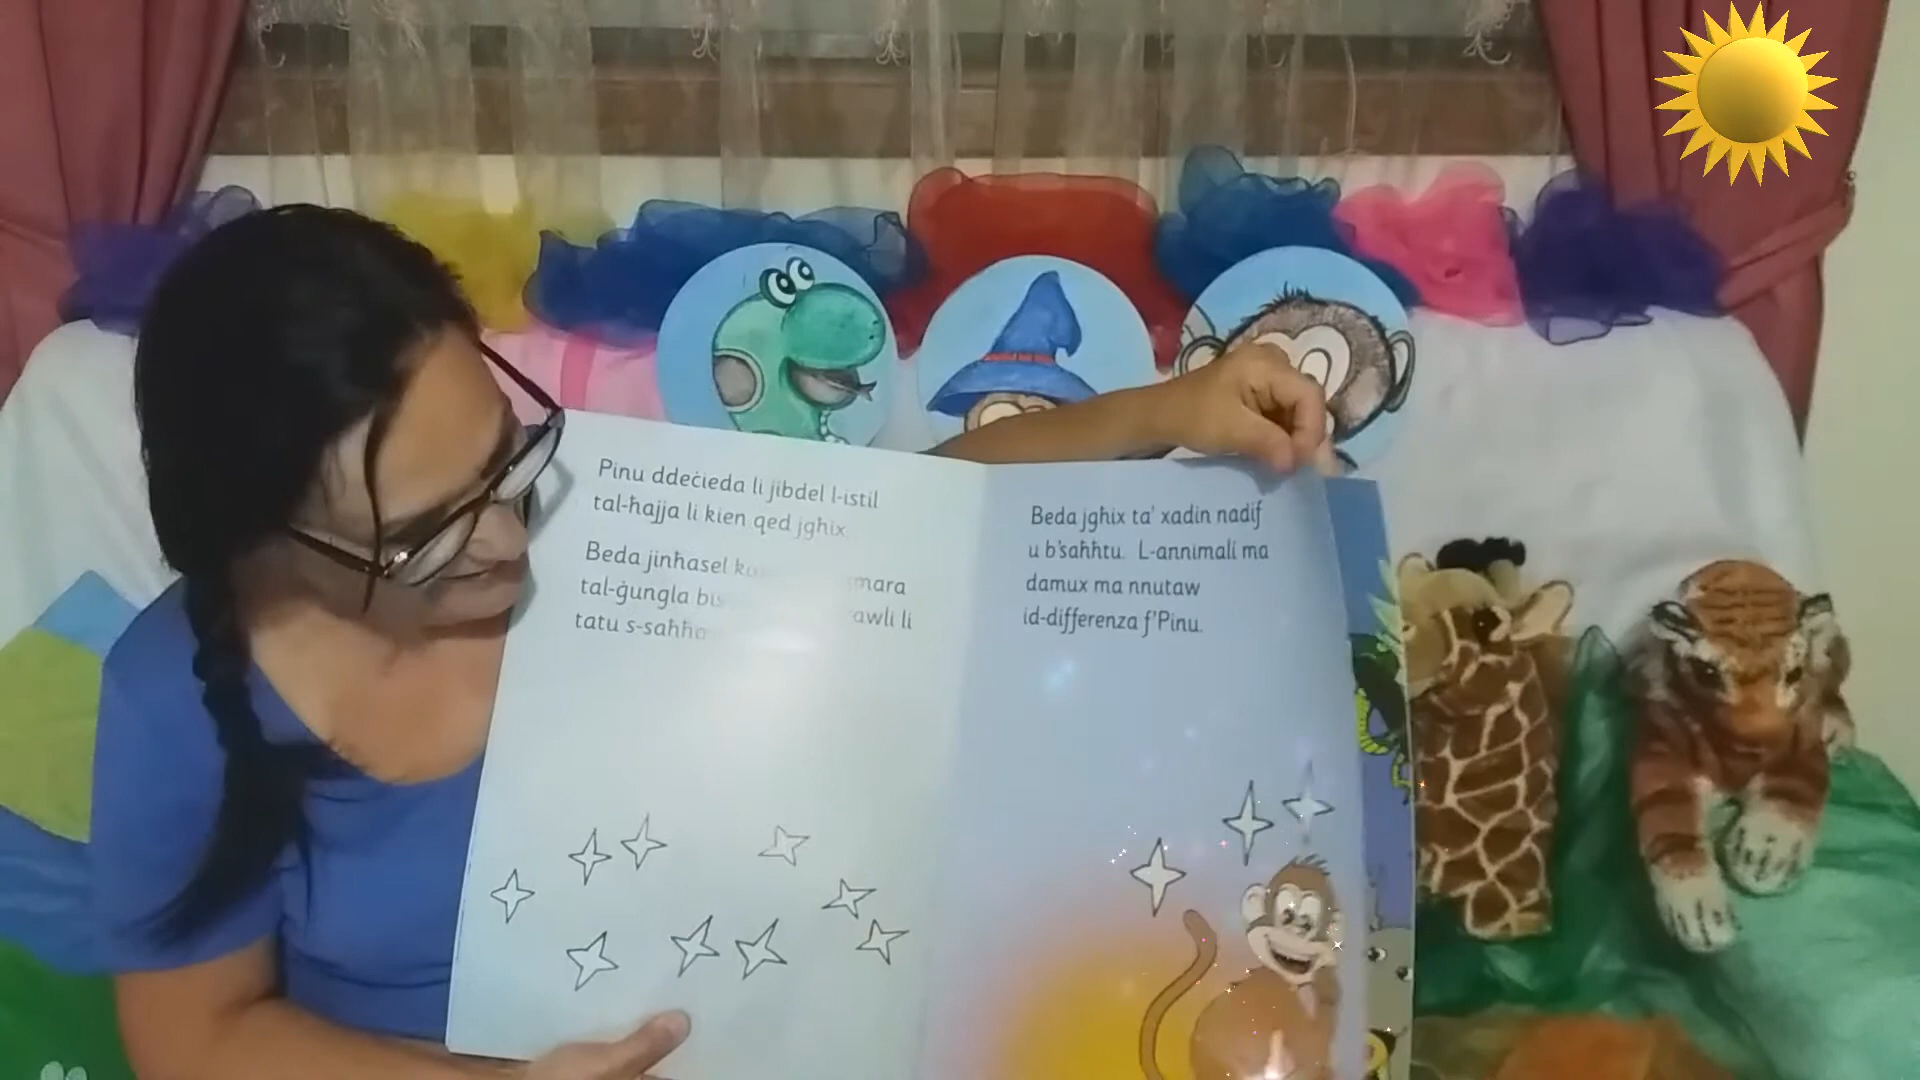 Pinu ddeċieda li jibdel l-istil
tal-ħajja li kien qed jgħix
Beda jinħasel
tal-ġungla
tatu s-saħħa
Beda jgħix ta' xadin nadif
u b'saħħtu. L-annimali ma
damux ma nnutaw
id-differenza f'Pinu.